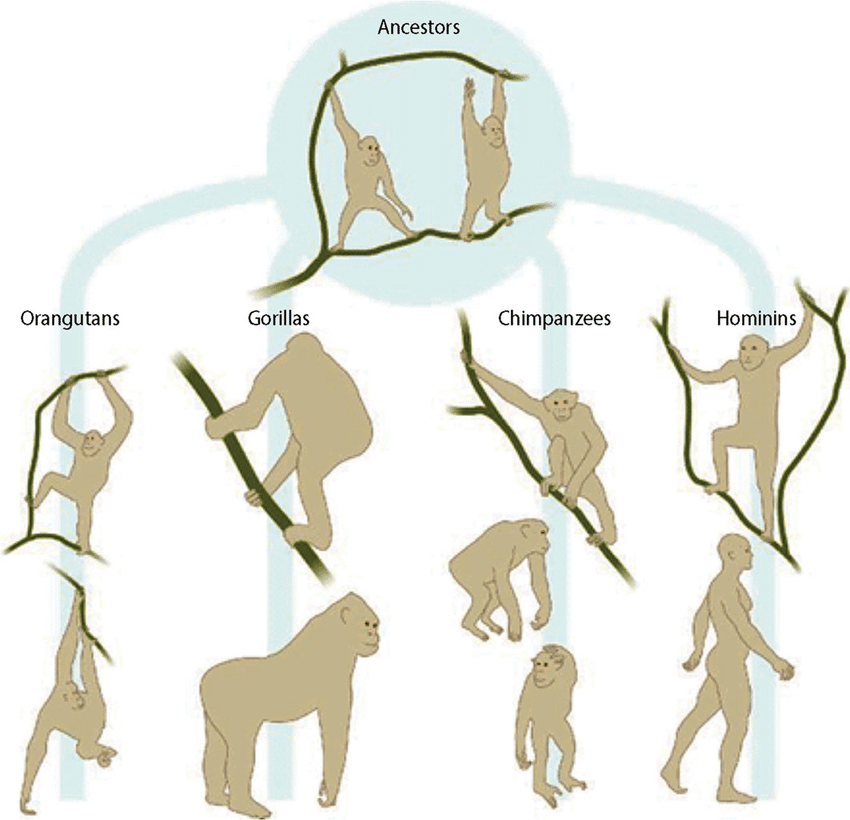 Ancestors
Orangutans
Gorillas
Chimpanzees
Hominins